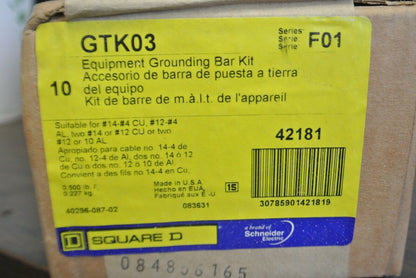 GTK03
Series:
Serie
Série
F01
10
Equipment Grounding Bar Kit
Accesorio de barra de puesta a tierra
del equipo
Kit de barre de m.à.l.t. de l'appareil
Suitable for #14-#4 CU, #12-#4
AL, two #14 or #12 CU or two
#12 or 10 AL
Apropiado para cable no. 14-4 de
Cu, no. 12-4 de Al, dos no. 14 ó 12
de Cu o dos no. 12 ó 10 de Al
Convient à des fils no 14-4 en Cu,
42181
0.500 lb. F.
0.227 kg.
Made in U.S.A.
Hecho en EUA
Fabriqué aux E.-U
15
40296-087-02
083631
30785901421819
SQUARE D
a brand of
Schneider
Electric